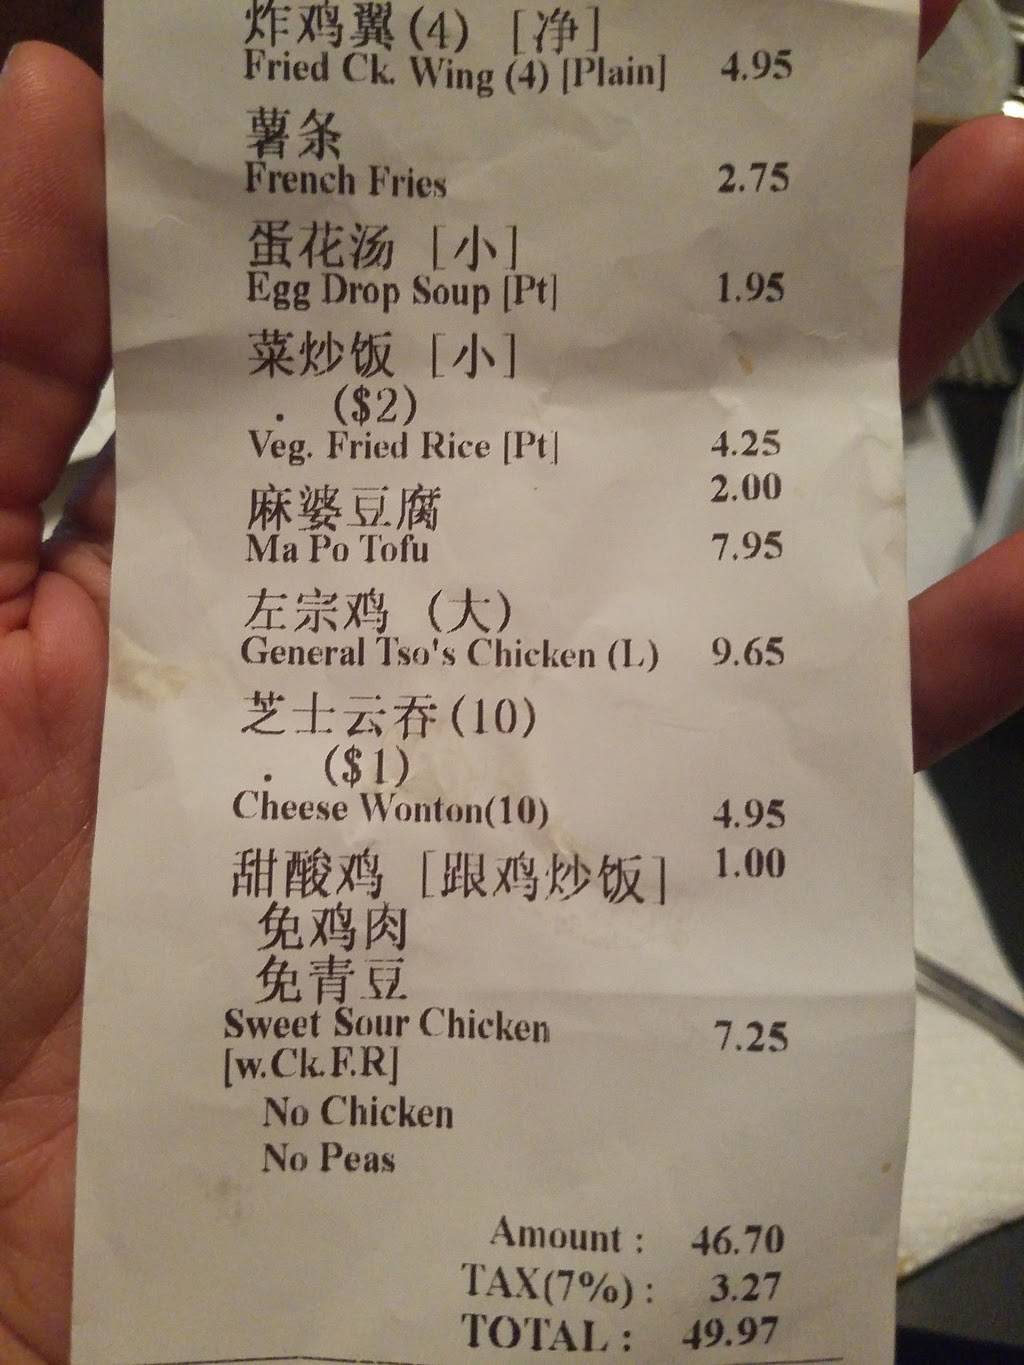 炸鸡翼(4) [净]
Fried Ck. Wing (4) [Plain] 4.95
薯条
French Fries 2.75
蛋花汤 [小]
Egg Drop Soup [Pt] 1.95
菜炒饭 [小]
. ($2)
Veg. Fried Rice [Pt] 4.25
2.00
麻婆豆腐
Ma Po Tofu 7.95
左宗鸡 (大)
General Tso's Chicken (L) 9.65
芝士云吞(10)
. ($1)
Cheese Wonton(10) 4.95
甜酸鸡 [跟鸡炒饭] 1.00
免鸡肉
免青豆
Sweet Sour Chicken 7.25
[w.Ck.F.R]
No Chicken
No Peas
Amount : 46.70
TAX(7%) : 3.27
TOTAL : 49.97